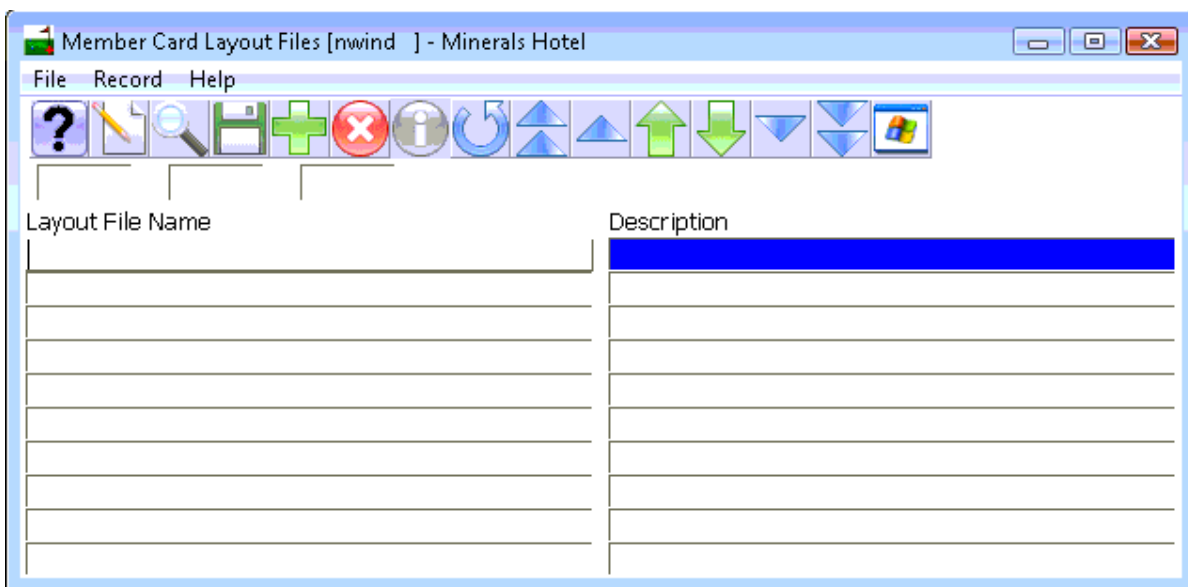 Member Card Layout Files [nwind   ] - Minerals Hotel
File Record Help
?
Layout File Name Description